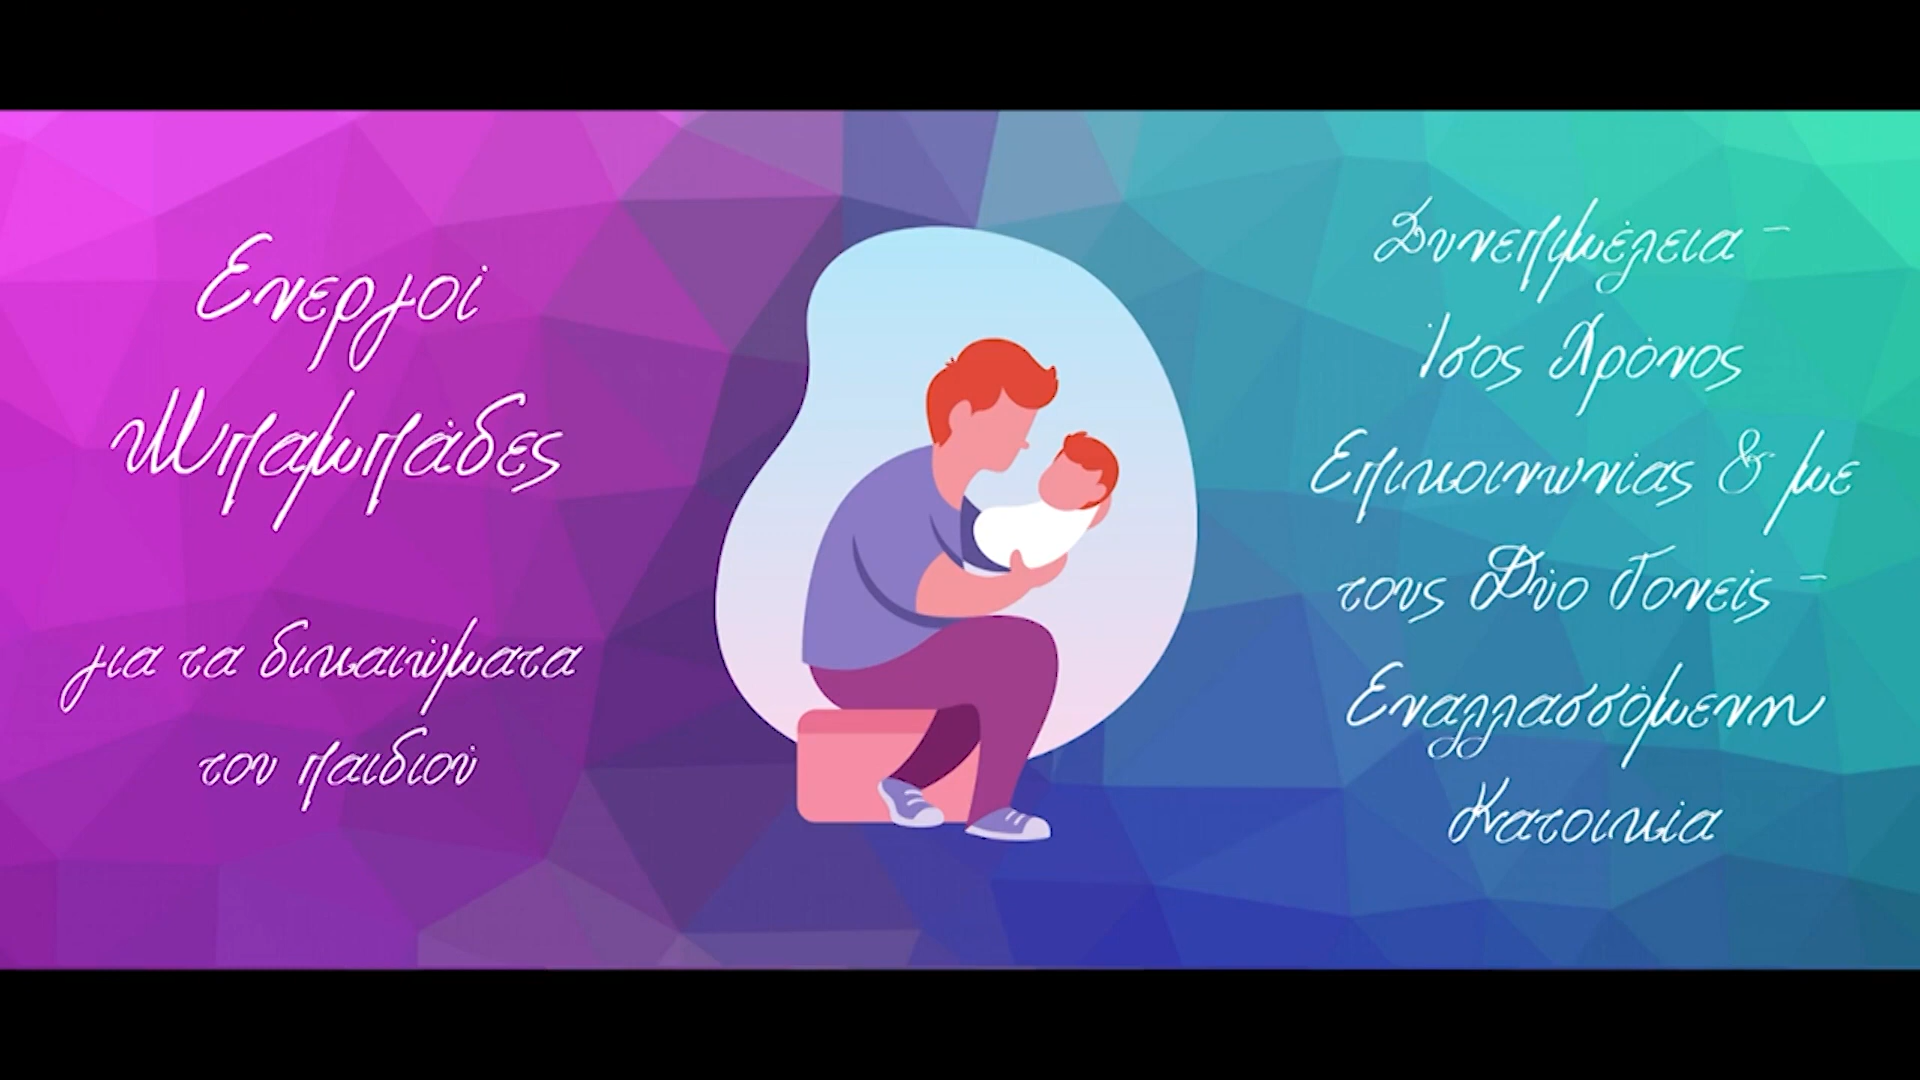 Ενεργοί
Μπαμπάδες
για τα δικαιώματα
του παιδιού
Συνεπιμέλεια -
Ίσος Χρόνος
Επικοινωνίας & με
τους Δύο Γονείς -
Εναλλασσόμενη
Κατοικία